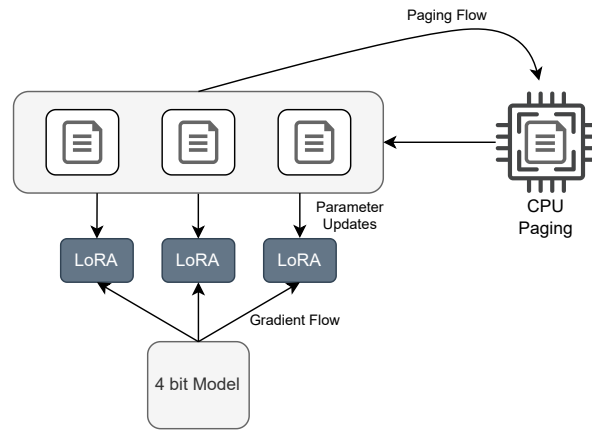 Paging Flow
CPU
Paging
Parameter
Updates
LoRA
LoRA
LoRA
Gradient Flow
4 bit Model